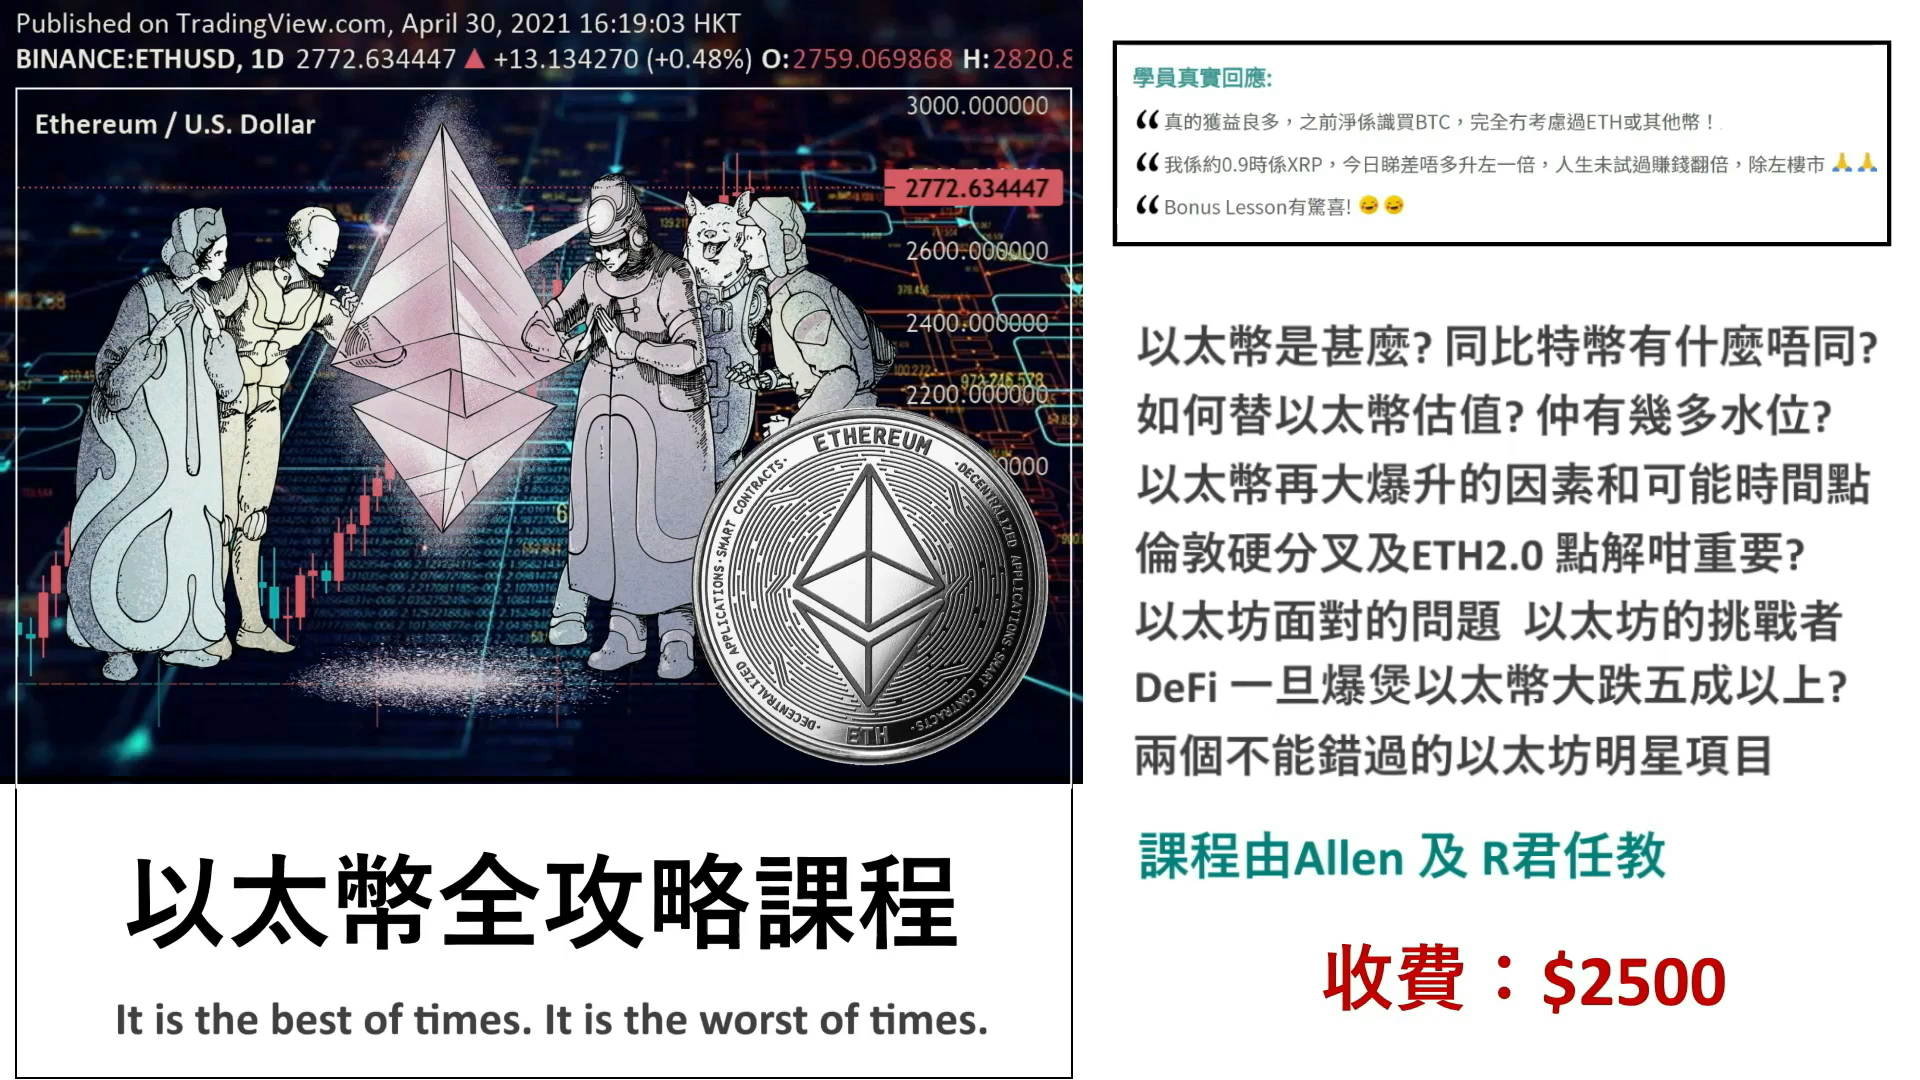 Published on TradingView.com, April 30, 2021 16:19:03 HKT
BINANCE:ETHUSD, 1D 2772.634447 ▲ +13.134270 (+0.48%) O:2759.069868 H:2820.8
Ethereum / U.S. Dollar
3000.000000
2772.634447
2600.000000
2400.000000
2200.000000
ETHEREUM
DECENTRALIZED APPLICATIONS · SMART CONTRACTS ·
DECENTRALIZED APPLICATIONS · SMART CONTRACTS ·
ETH
以太幣全攻略課程
It is the best of times. It is the worst of times.
學員真實回應:
“真的獲益良多，之前淨係識買BTC，完全冇考慮過ETH或其他幣！
“我係約0.9時係XRP，今日睇差唔多升左一倍，人生未試過賺錢翻倍，除左樓市🙏🙏
“Bonus Lesson有驚喜!😄😄
以太幣是甚麼? 同比特幣有什麼唔同?
如何替以太幣估值? 仲有幾多水位?
以太幣再大爆升的因素和可能時間點
倫敦硬分叉及ETH2.0 點解咁重要?
以太坊面對的問題 以太坊的挑戰者
DeFi 一旦爆煲以太幣大跌五成以上?
兩個不能錯過的以太坊明星項目
課程由Allen 及 R君任教
收費：$2500